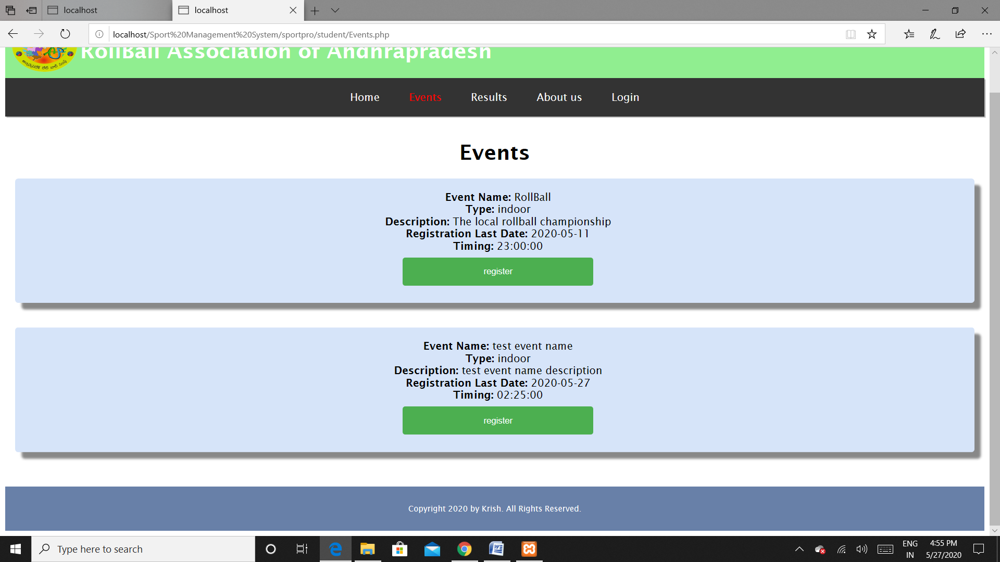 localhost
localhost
localhost/Sport%20Management%20System/sportpro/student/Events.php
RollBall Association of Andhrapradesh
Home Events Results About us Login
Events
Event Name: RollBall
Type: indoor
Description: The local rollball championship
Registration Last Date: 2020-05-11
Timing: 23:00:00
register
Event Name: test event name
Type: indoor
Description: test event name description
Registration Last Date: 2020-05-27
Timing: 02:25:00
register
Copyright 2020 by Krish. All Rights Reserved.
Type here to search
ENG
IN
4:55 PM
5/27/2020